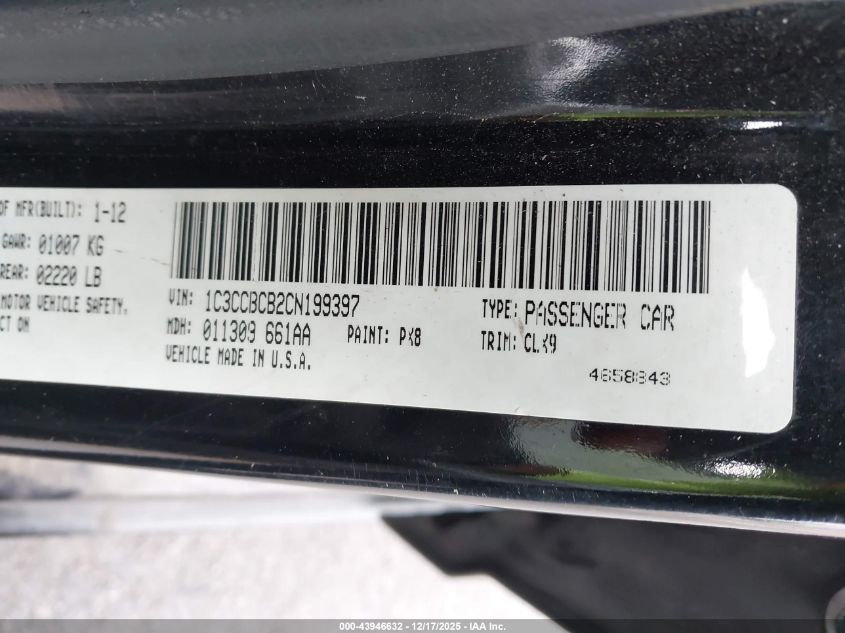 OF MFR(BUILT): 1-12
GAWR: 01007 KG
REAR: 02220 LB
MOTOR VEHICLE SAFETY,
CT ON
VIN: 1C3CCBCB2CN199397
TYPE: PASSENGER CAR
MDH: 011309 661AA PAINT: PX8 TRIM: CLX9
VEHICLE MADE IN U.S.A.
4658843
000-43946632 – 12/17/2025 – IAA Inc.